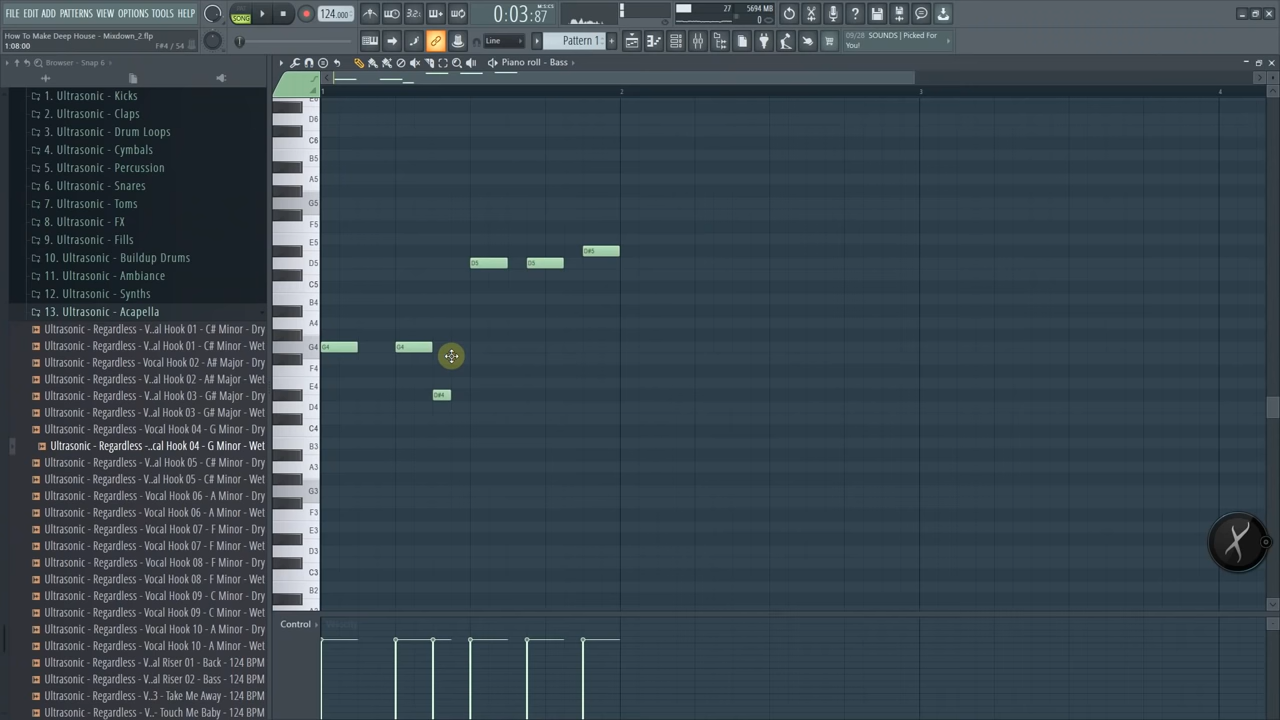 FILE EDIT ADD PATTERNS VIEW OPTIONS TOOLS HELP
SONG
124.000
0:03:87
27
5694 MB
How To Make Deep House - Mixdown_2.flp
1:08:00
F#4 / 54
Line
Pattern 1
09/28 SOUNDS | Picked For You!
Browser - Snap 6
Piano roll - Bass
1. Ultrasonic - Kicks
2. Ultrasonic - Claps
3. Ultrasonic - Drum Loops
4. Ultrasonic - Cymbals
5. Ultrasonic - Percussion
Ultrasonic - Snares
7. Ultrasonic - Toms
Ultrasonic - FX
Ultrasonic - Fills
10. Ultrasonic - Buildup Drums
11. Ultrasonic - Ambiance
Ultrasonic - Synths
Ultrasonic - Acapella
Ultrasonic - Regardless - V..al Hook 01 - C# Minor - Dry
Ultrasonic - Regardless - V..al Hook 01 - C# Minor - Wet
Ultrasonic - Regardless - Vocal Hook 02 - A# Major - Dry
Ultrasonic - Regardless - V..al Hook 02 - A# Major - Wet
Ultrasonic - Regardless - V..al Hook 03 - G# Major - Dry
Ultrasonic - Regardless - V..al Hook 03 - G# Major - Wet
Ultrasonic - Regardless - Vocal Hook 04 - G Minor - Dry
Ultrasonic - Regardless - ..cal Hook 04 - G Minor - Wet
Ultrasonic - Regardless - V..al Hook 05 - C# Minor - Dry
Ultrasonic - Regardless - V..al Hook 05 - C# Minor - Wet
Ultrasonic - Regardless - Vocal Hook 06 - A Minor - Dry
Ultrasonic - Regardless - Vocal Hook 06 - A Minor - Wet
Ultrasonic - Regardless - Vocal Hook 07 - F Minor - Dry
Ultrasonic - Regardless - Vocal Hook 07 - F Minor - Wet
Ultrasonic - Regardless - Vocal Hook 08 - F Minor - Dry
Ultrasonic - Regardless - Vocal Hook 08 - F Minor - Wet
Ultrasonic - Regardless - V..al Hook 09 - C Minor - Dry
Ultrasonic - Regardless - V..al Hook 09 - C Minor - Wet
Ultrasonic - Regardless - Vocal Hook 10 - A Minor - Dry
Ultrasonic - Regardless - Vocal Hook 10 - A Minor - Wet
Ultrasonic - Regardless - V..al Riser 01 - Back - 124 BPM
Ultrasonic - Regardless - V..al Riser 02 - Bass - 124 BPM
Ultrasonic - Regardless - V...3 - Take Me Away - 124 BPM
Ultrasonic - Regardless - V..- Touch Me Baby - 124 BPM
1 2 3 4
D6
C6
B5
A5
G5
F5
E5
D5
C5
B4
A4
G4
F4
E4
D4
C4
B3
A3
G3
F3
E3
D3
C3
B2
D#5
D5 D5
G4 G4
D#4
Control
Velocity